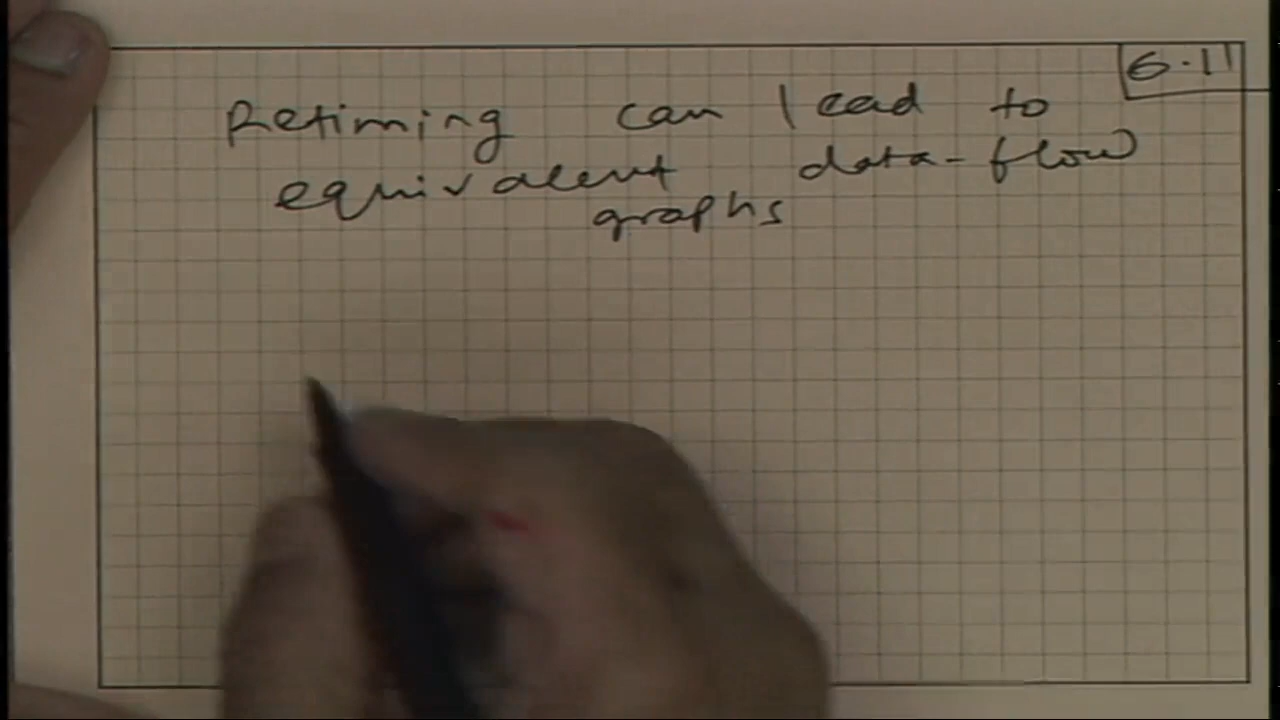 6.11
Retiming can lead to
equivalent data-flow
graphs